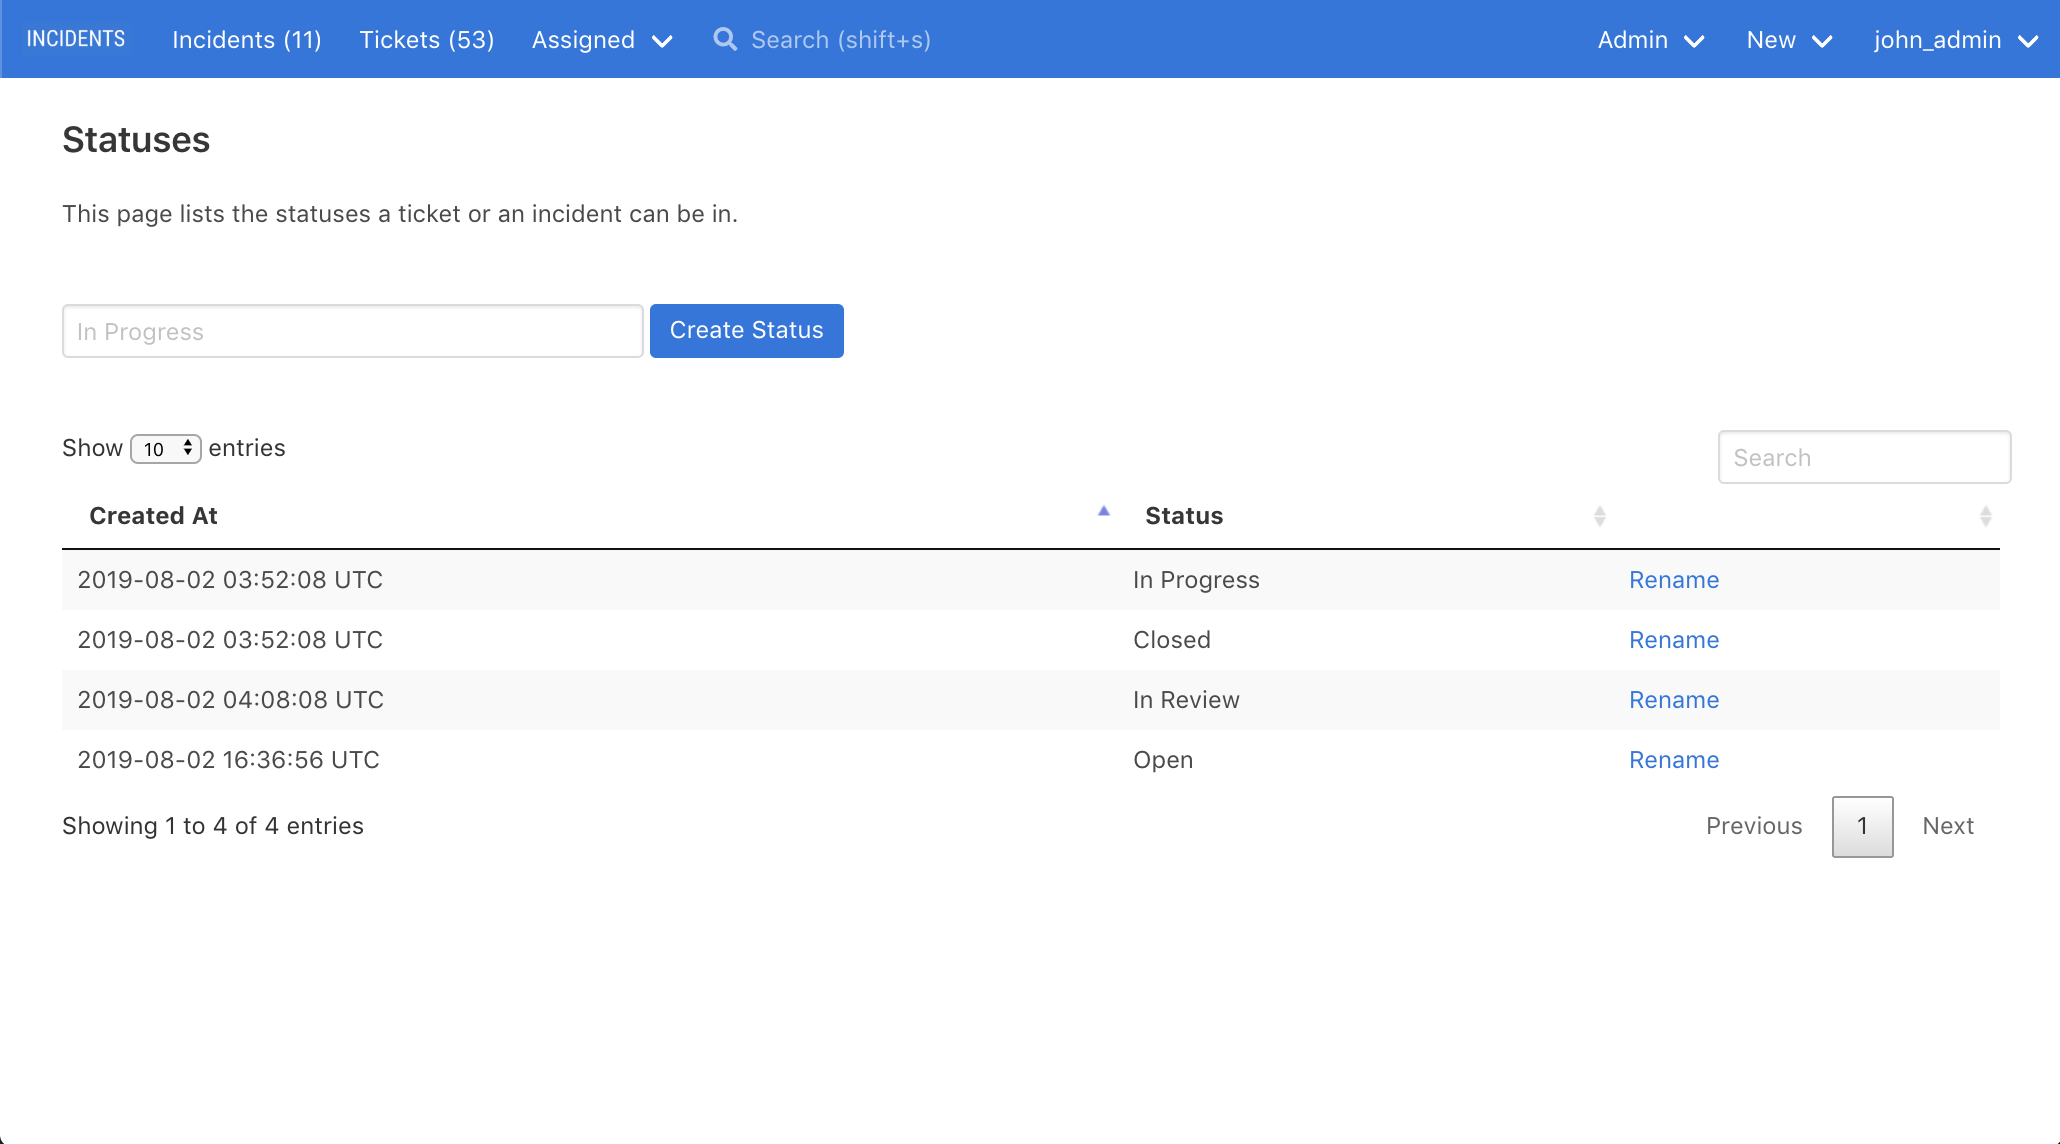 INCIDENTS Incidents (11) Tickets (53) Assigned Search (shift+s) Admin New john_admin
Statuses
This page lists the statuses a ticket or an incident can be in.
In Progress Create Status
Show 10 entries Search
Created At Status
2019-08-02 03:52:08 UTC In Progress Rename
2019-08-02 03:52:08 UTC Closed Rename
2019-08-02 04:08:08 UTC In Review Rename
2019-08-02 16:36:56 UTC Open Rename
Showing 1 to 4 of 4 entries Previous 1 Next